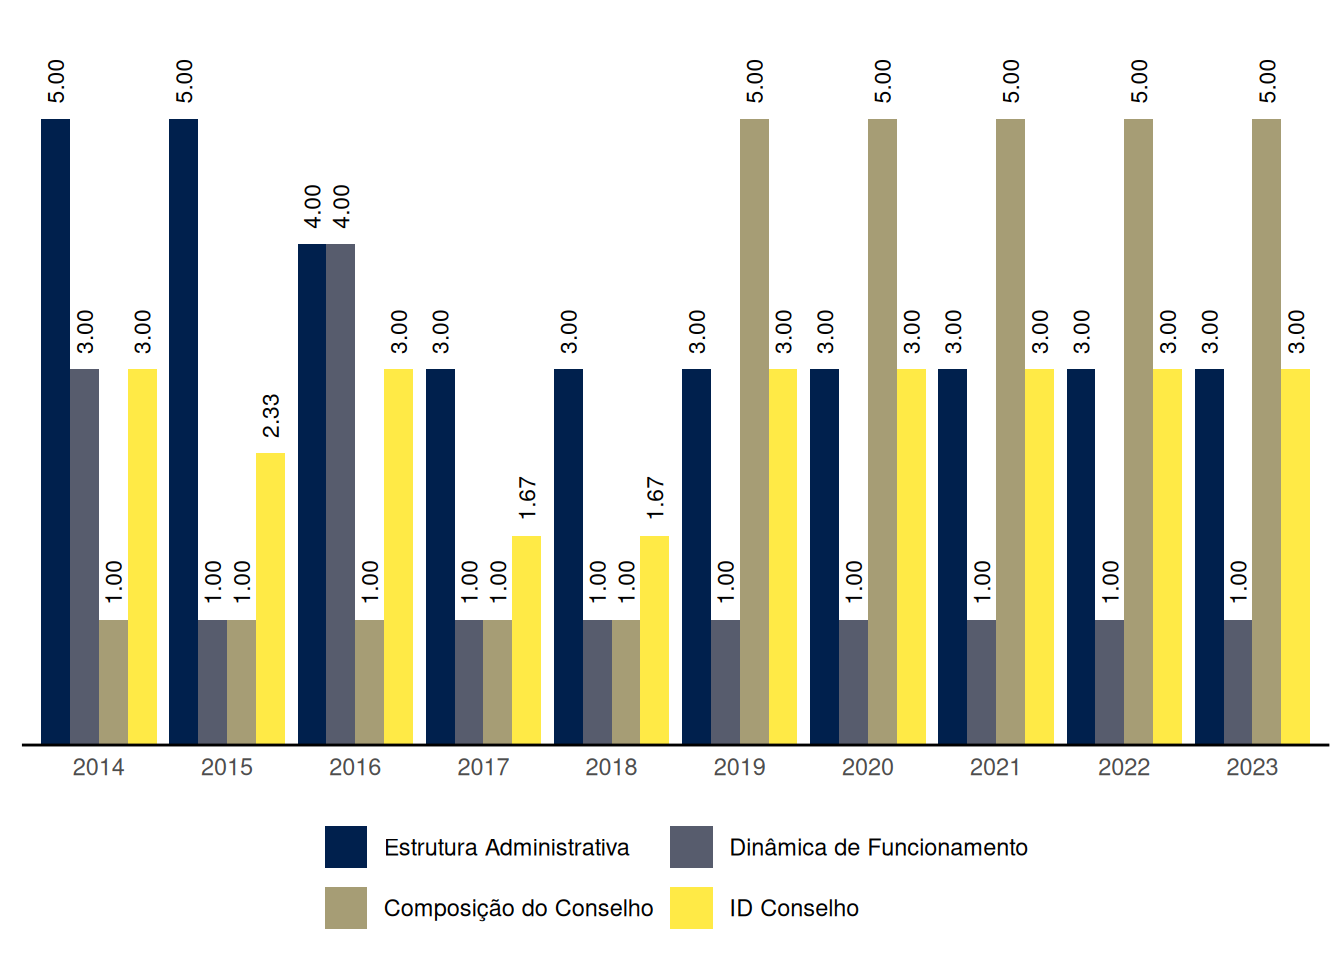 5.00 5.00 5.00 5.00 5.00 5.00 5.00
4.00 4.00
3.00 3.00 3.00 3.00 3.00 3.00 3.00 3.00 3.00 3.00 3.00 3.00 3.00 3.00 3.00
2.33
1.67 1.67
1.00 1.00 1.00 1.00 1.00 1.00 1.00 1.00 1.00 1.00 1.00 1.00 1.00
2014 2015 2016 2017 2018 2019 2020 2021 2022 2023
Estrutura Administrativa Dinâmica de Funcionamento
Composição do Conselho ID Conselho